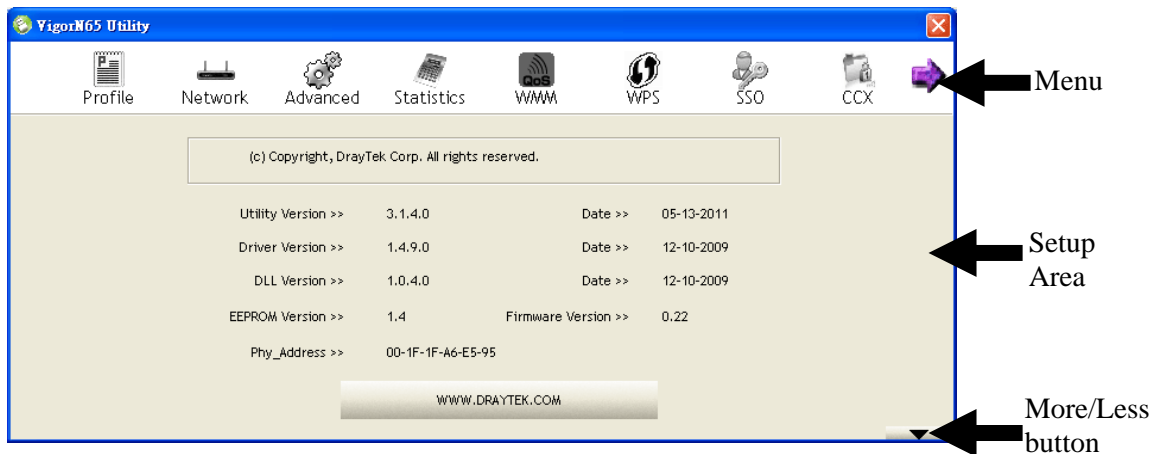 VigorN65 Utility
Profile Network Advanced Statistics QoS WMM WPS SSO CCX
Menu
(c) Copyright, DrayTek Corp. All rights reserved.
Utility Version >> 3.1.4.0 Date >> 05-13-2011
Driver Version >> 1.4.9.0 Date >> 12-10-2009
DLL Version >> 1.0.4.0 Date >> 12-10-2009
Setup
Area
EEPROM Version >> 1.4 Firmware Version >> 0.22
Phy_Address >> 00-1F-1F-A6-E5-95
WWW.DRAYTEK.COM
More/Less
button